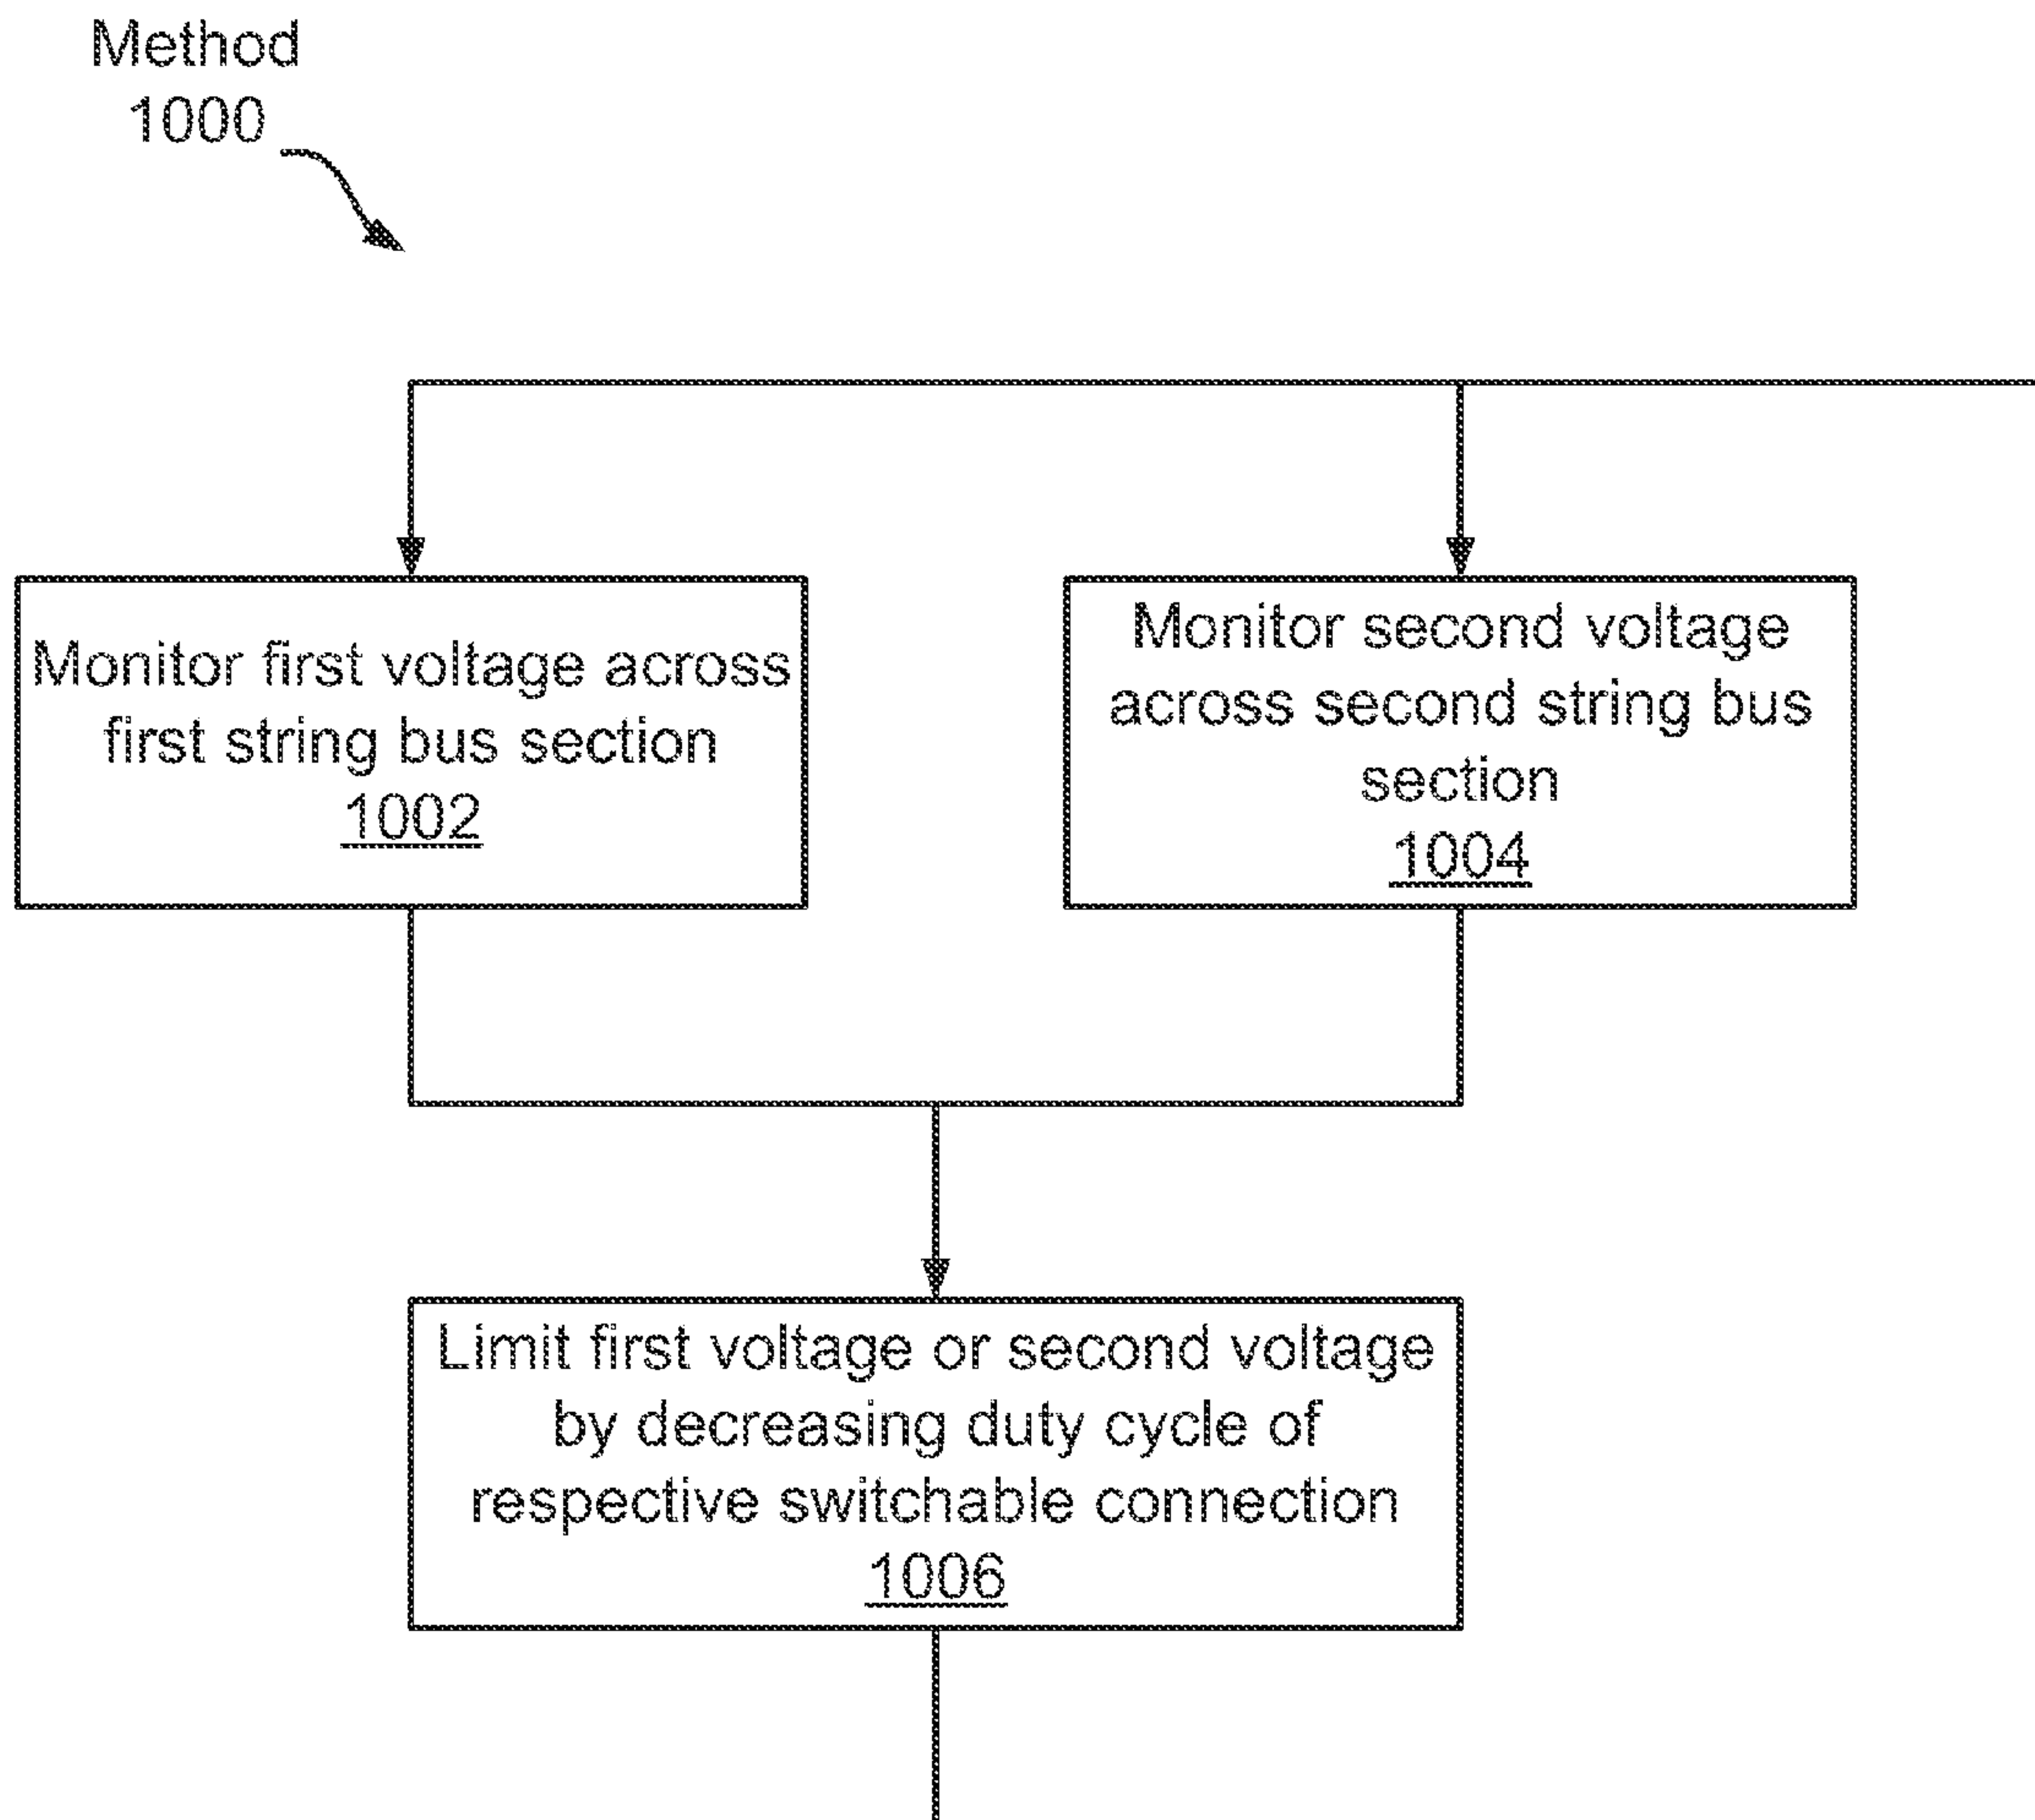 Method
1000
Monitor first voltage across
first string bus section
1002
Monitor second voltage
across second string bus
section
1004
Limit first voltage or second voltage
by decreasing duty cycle of
respective switchable connection
1006